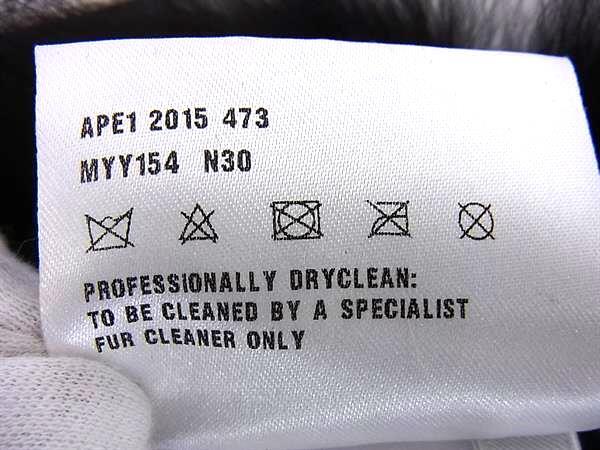 APE1 2015 473
MYY154 N30
PROFESSIONALLY DRYCLEAN:
TO BE CLEANED BY A SPECIALIST
FUR CLEANER ONLY